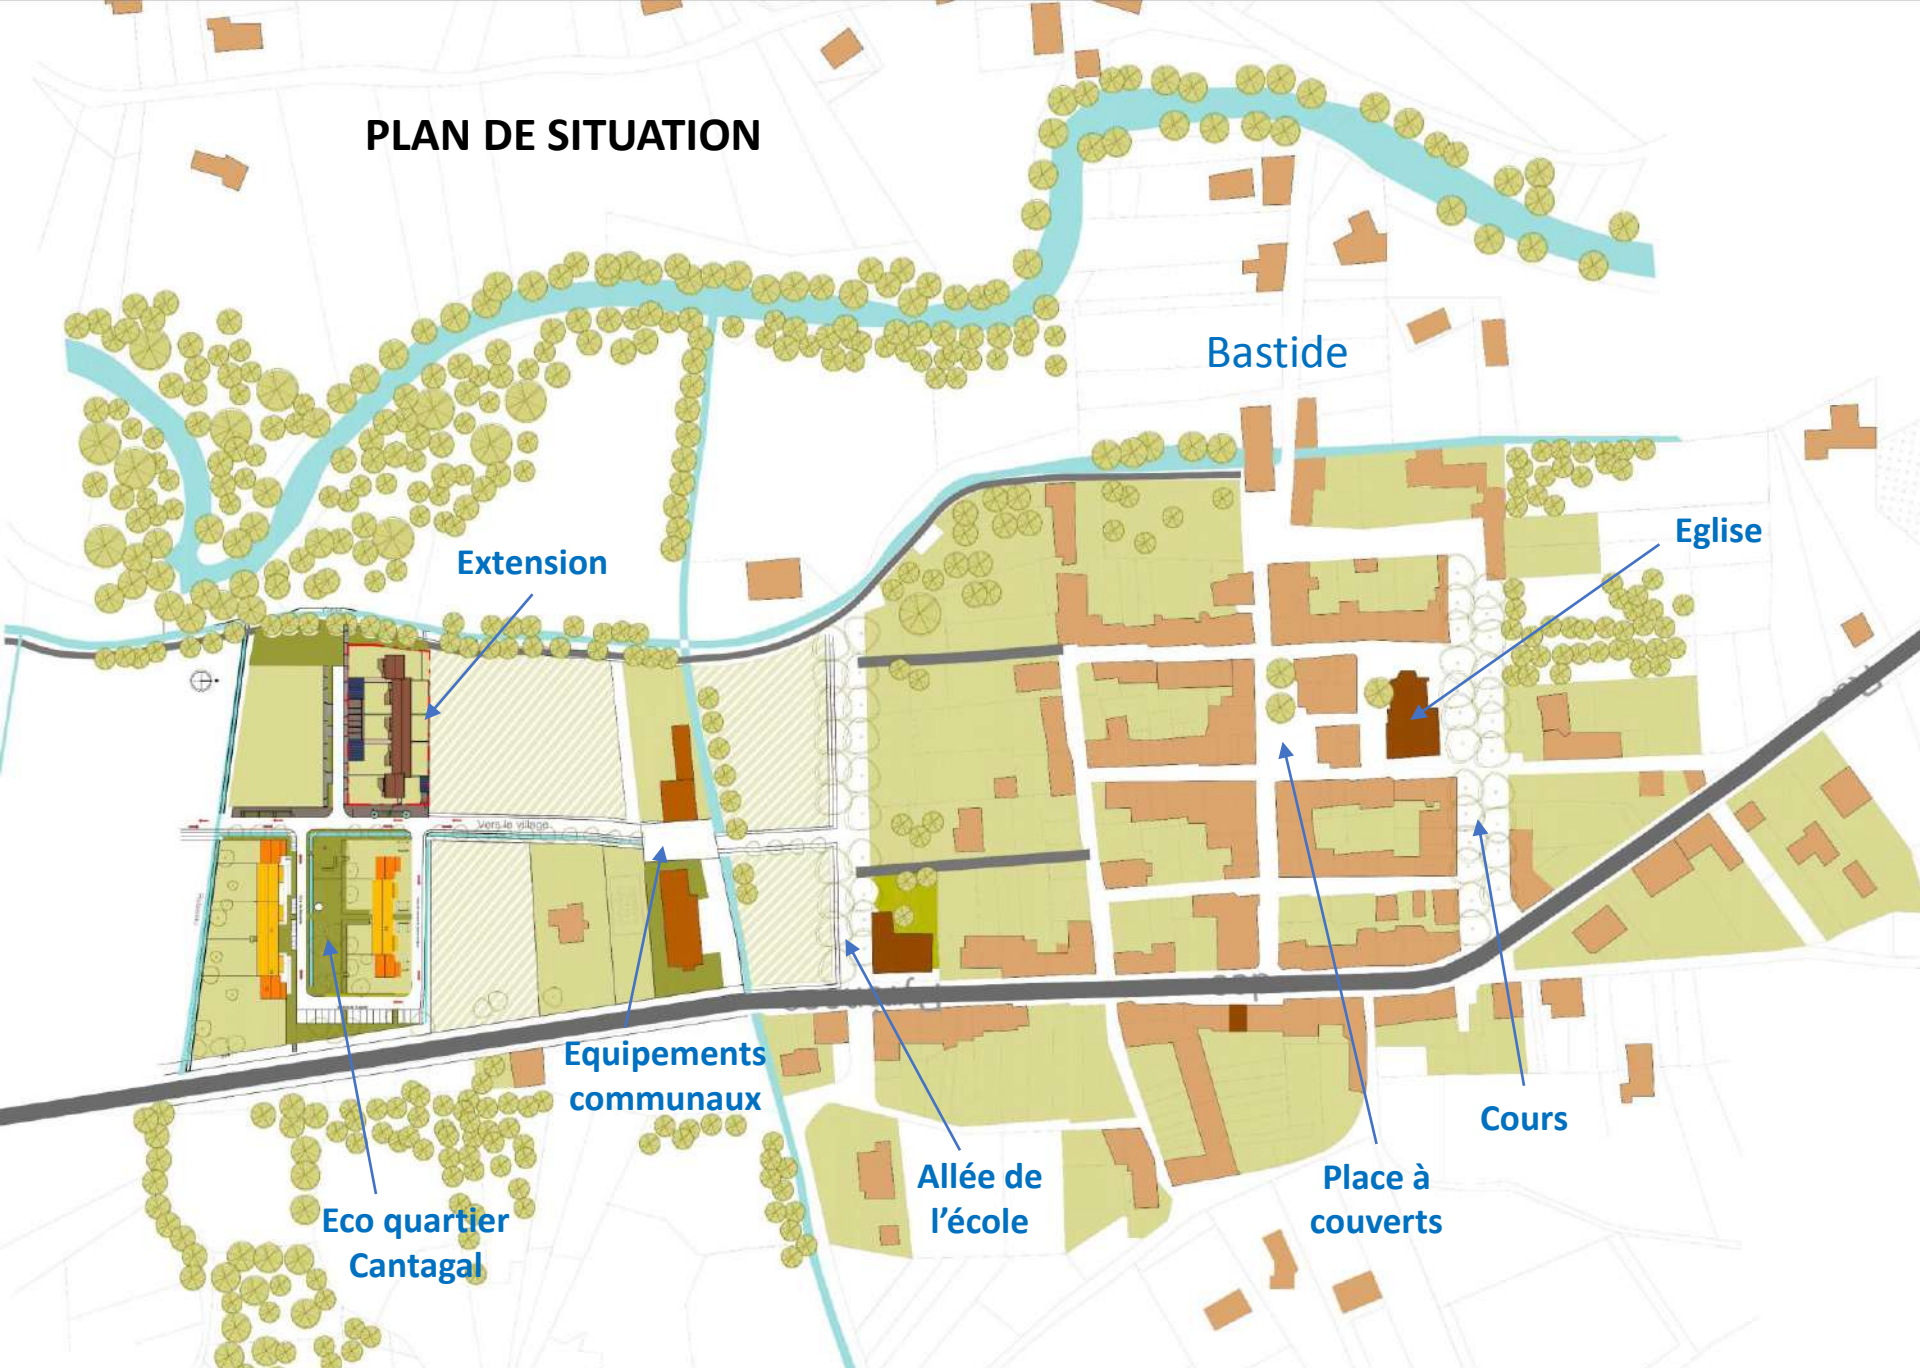 PLAN DE SITUATION
Bastide
Eglise
Extension
Vers le village
Equipements
communaux
Cours
Allée de
l'école
Place à
couverts
Eco quartier
Cantagal